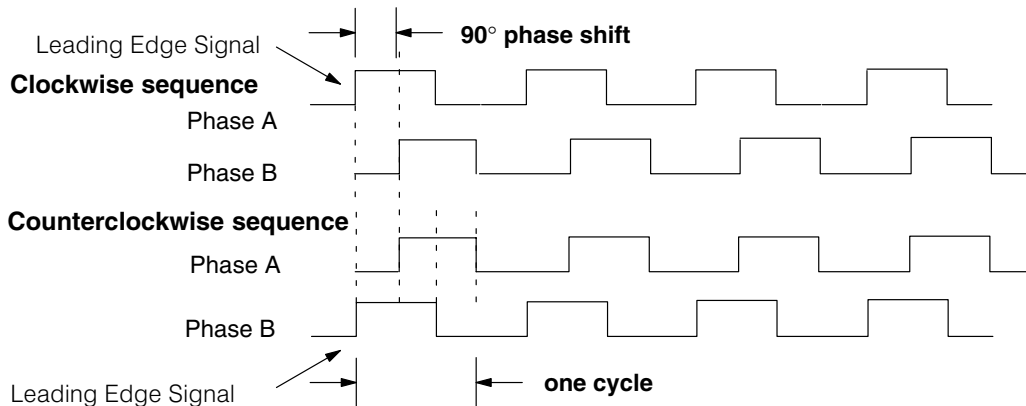 90° phase shift
Leading Edge Signal
Clockwise sequence
Phase A
Phase B
Counterclockwise sequence
Phase A
Phase B
Leading Edge Signal
one cycle